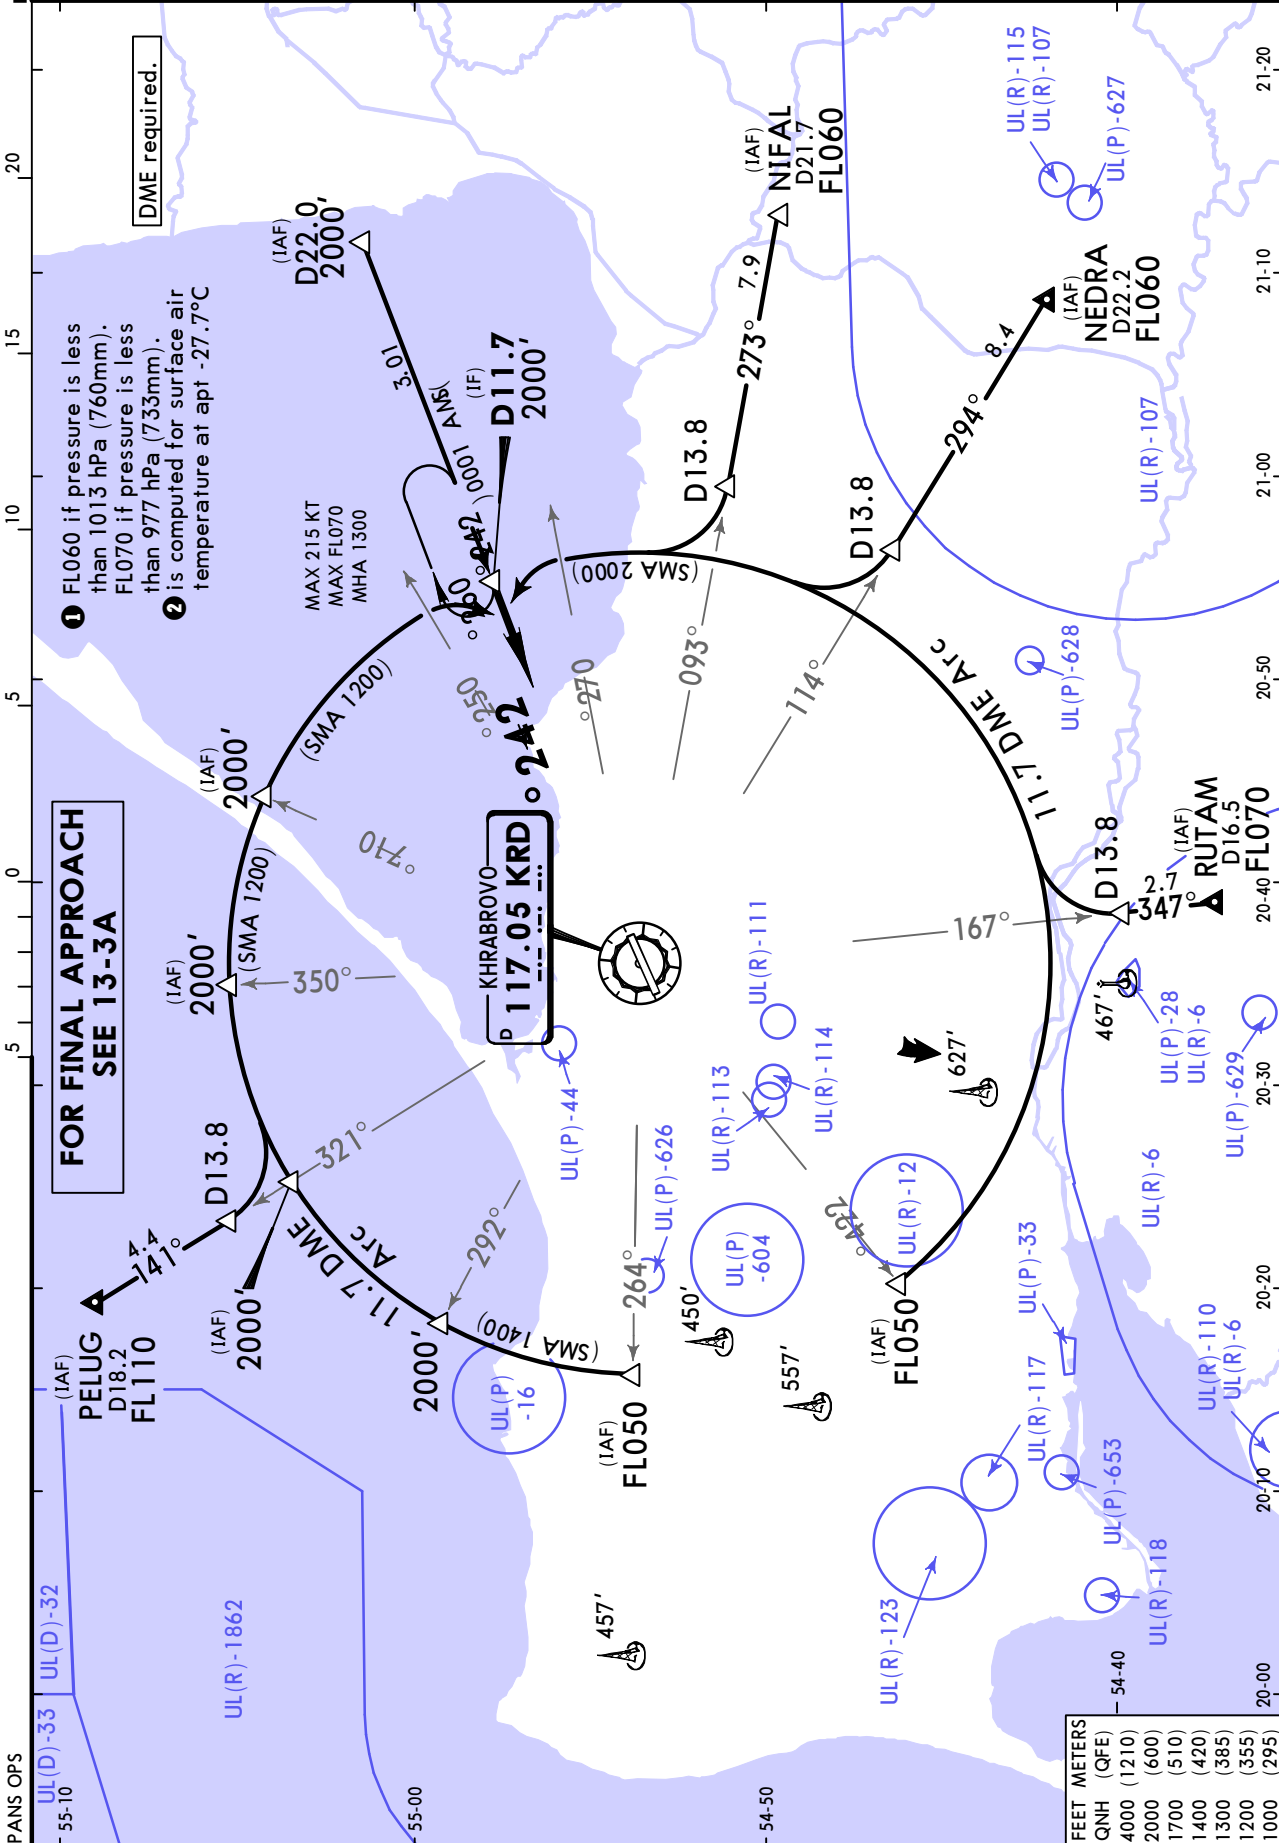 PANS OPS
5
0
5
10
15
20
55-10
55-00
54-50
54-40
20-00
20-10
20-20
20-30
20-40
20-50
21-00
21-10
21-20
DME required.
❶ FL060 if pressure is less
than 1013 hPa (760mm).
FL070 if pressure is less
than 977 hPa (733mm).
❷ is computed for surface air
temperature at apt -27.7°C
FOR FINAL APPROACH
SEE 13-3A
UL(D)-33
UL(D)-32
UL(R)-1862
(IAF)
PELUG
D18.2
FL110
4.4
141°
D13.8
(IAF)
2000'
321°
(IAF)
2000'
350°
(SMA 1200)
(IAF)
2000'
(SMA 1200)
MAX 215 KT
MAX FL070
MHA 1300
(IAF)
D22.0
2000'
(IF)
D11.7
2000'
242°
11.7 DME
Arc
292°
2000'
(SMA 1400)
UL(P)
-16
(IAF)
FL050
264°
KHRABROVO
P 117.05 KRD
UL(P)-44
UL(P)-626
450'
557'
457'
UL(P)
-604
UL(R)-113
UL(R)-114
UL(R)-111
UL(R)-12
627'
(IAF)
FL050
270°
093°
114°
(SMA 2000)
D13.8
273°
7.9
(IAF)
NIFAL
D21.7
FL060
D13.8
294°
8.4
(IAF)
NEDRA
D22.2
FL060
11.7 DME Arc
167°
D13.8
2.7
347°
(IAF)
RUTAM
D16.5
FL070
467'
UL(P)-28
UL(R)-6
UL(P)-629
UL(R)-6
UL(P)-33
UL(R)-110
UL(R)-6
UL(R)-117
UL(P)-653
UL(R)-118
UL(R)-123
UL(P)-628
UL(R)-107
UL(R)-115
UL(R)-107
UL(P)-627
FEET METERS
QNH (QFE)
4000 (1210)
2000 (600)
1700 (510)
1400 (420)
1300 (385)
1200 (355)
1000 (295)